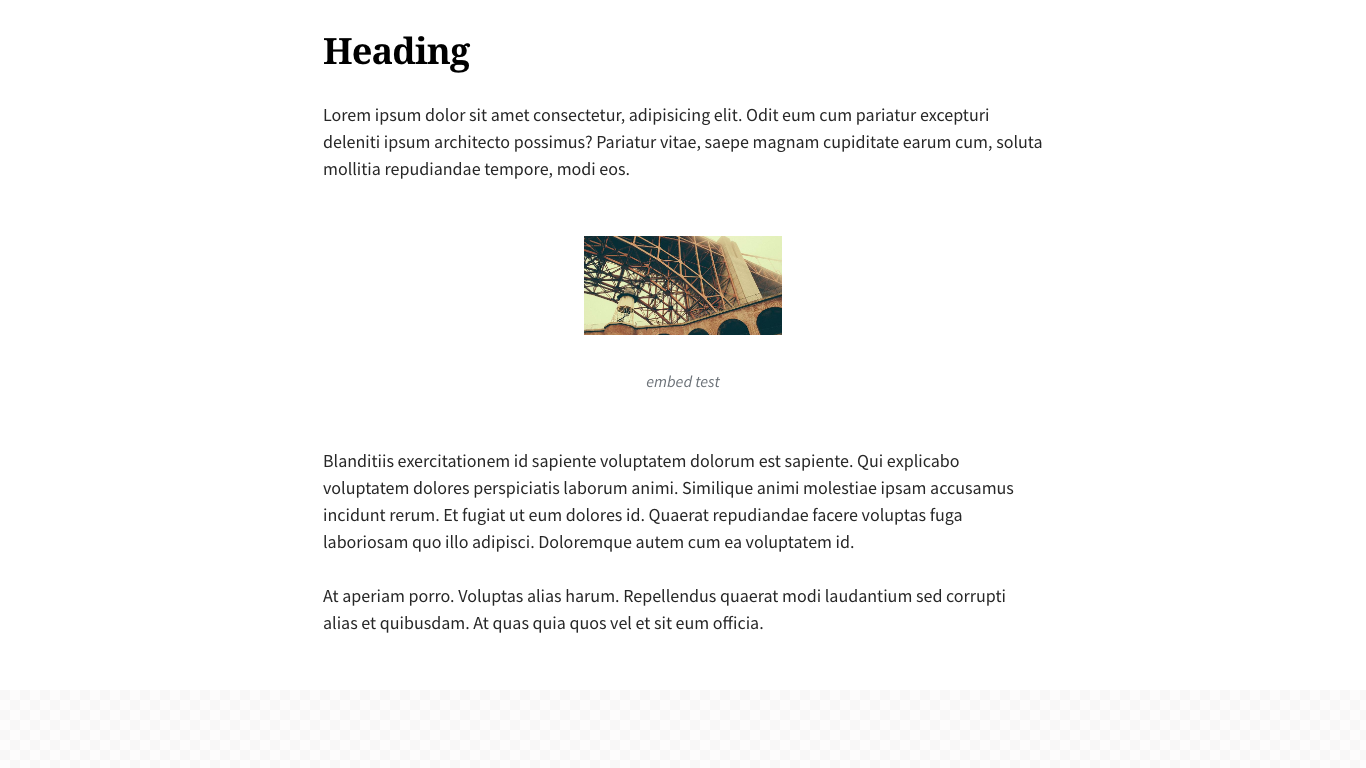 Heading
Lorem ipsum dolor sit amet consectetur, adipisicing elit. Odit eum cum pariatur excepturi
deleniti ipsum architecto possimus? Pariatur vitae, saepe magnam cupiditate earum cum, soluta
mollitia repudiandae tempore, modi eos.
embed test
Blanditiis exercitationem id sapiente voluptatem dolorum est sapiente. Qui explicabo
voluptatem dolores perspiciatis laborum animi. Similique animi molestiae ipsam accusamus
incidunt rerum. Et fugiat ut eum dolores id. Quaerat repudiandae facere voluptas fuga
laboriosam quo illo adipisci. Doloremque autem cum ea voluptatem id.
At aperiam porro. Voluptas alias harum. Repellendus quaerat modi laudantium sed corrupti
alias et quibusdam. At quas quia quos vel et sit eum officia.